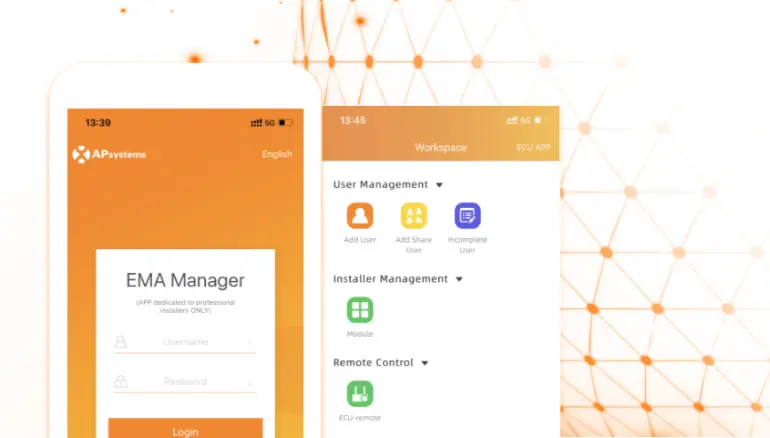 13:39
5G
APsystems
English
EMA Manager
(APP dedicated to professional
installers ONLY)
Username
Password
Login
13:45
5G
Workspace
ECU APP
User Management
Add User
Add Share
User
Incomplete
User
Installer Management
Module
Remote Control
ECU-remote